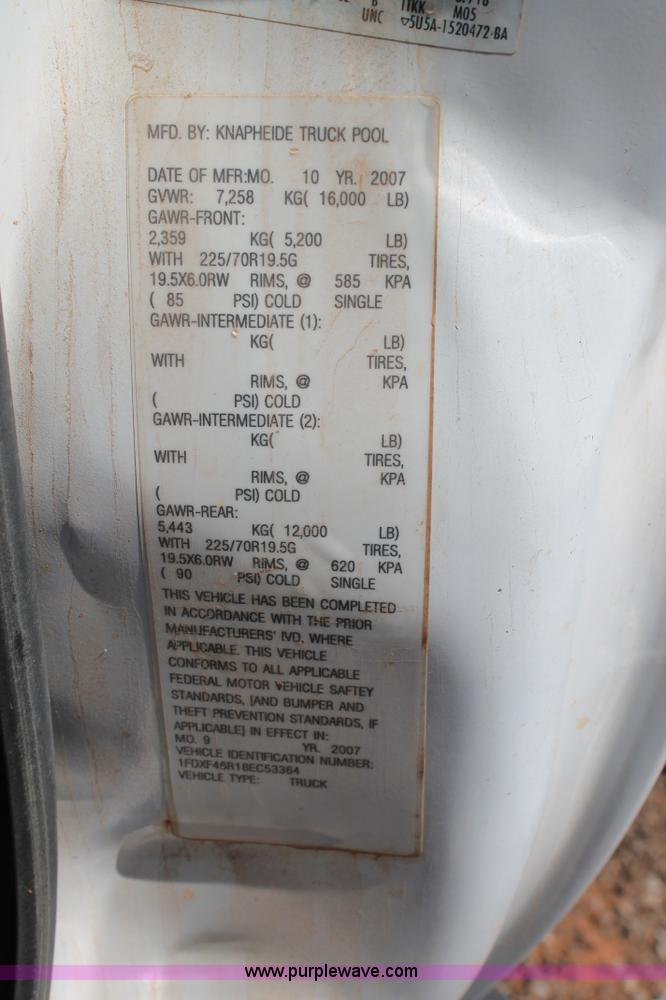 B 11KK
UNC M05
▽5U5A-1520472-BA
MFD. BY: KNAPHEIDE TRUCK POOL
DATE OF MFR:MO. 10 YR. 2007
GVWR: 7,258 KG( 16,000 LB)
GAWR-FRONT:
2,359 KG( 5,200 LB)
WITH 225/70R19.5G TIRES,
19.5X6.0RW RIMS, @ 585 KPA
( 85 PSI) COLD SINGLE
GAWR-INTERMEDIATE (1):
KG( LB)
WITH TIRES,
RIMS, @ KPA
( PSI) COLD
GAWR-INTERMEDIATE (2):
KG( LB)
WITH TIRES,
RIMS, @ KPA
( PSI) COLD
GAWR-REAR:
5,443 KG( 12,000 LB)
WITH 225/70R19.5G TIRES,
19.5X6.0RW RIMS, @ 620 KPA
( 90 PSI) COLD SINGLE
THIS VEHICLE HAS BEEN COMPLETED
IN ACCORDANCE WITH THE PRIOR
MANUFACTURERS' IVD, WHERE
APPLICABLE. THIS VEHICLE
CONFORMS TO ALL APPLICABLE
FEDERAL MOTOR VEHICLE SAFTEY
STANDARDS, [AND BUMPER AND
THEFT PREVENTION STANDARDS, IF
APPLICABLE] IN EFFECT IN:
MO. 9 YR. 2007
VEHICLE IDENTIFICATION NUMBER:
1FDXF46R18EC53364
VEHICLE TYPE: TRUCK
www.purplewave.com